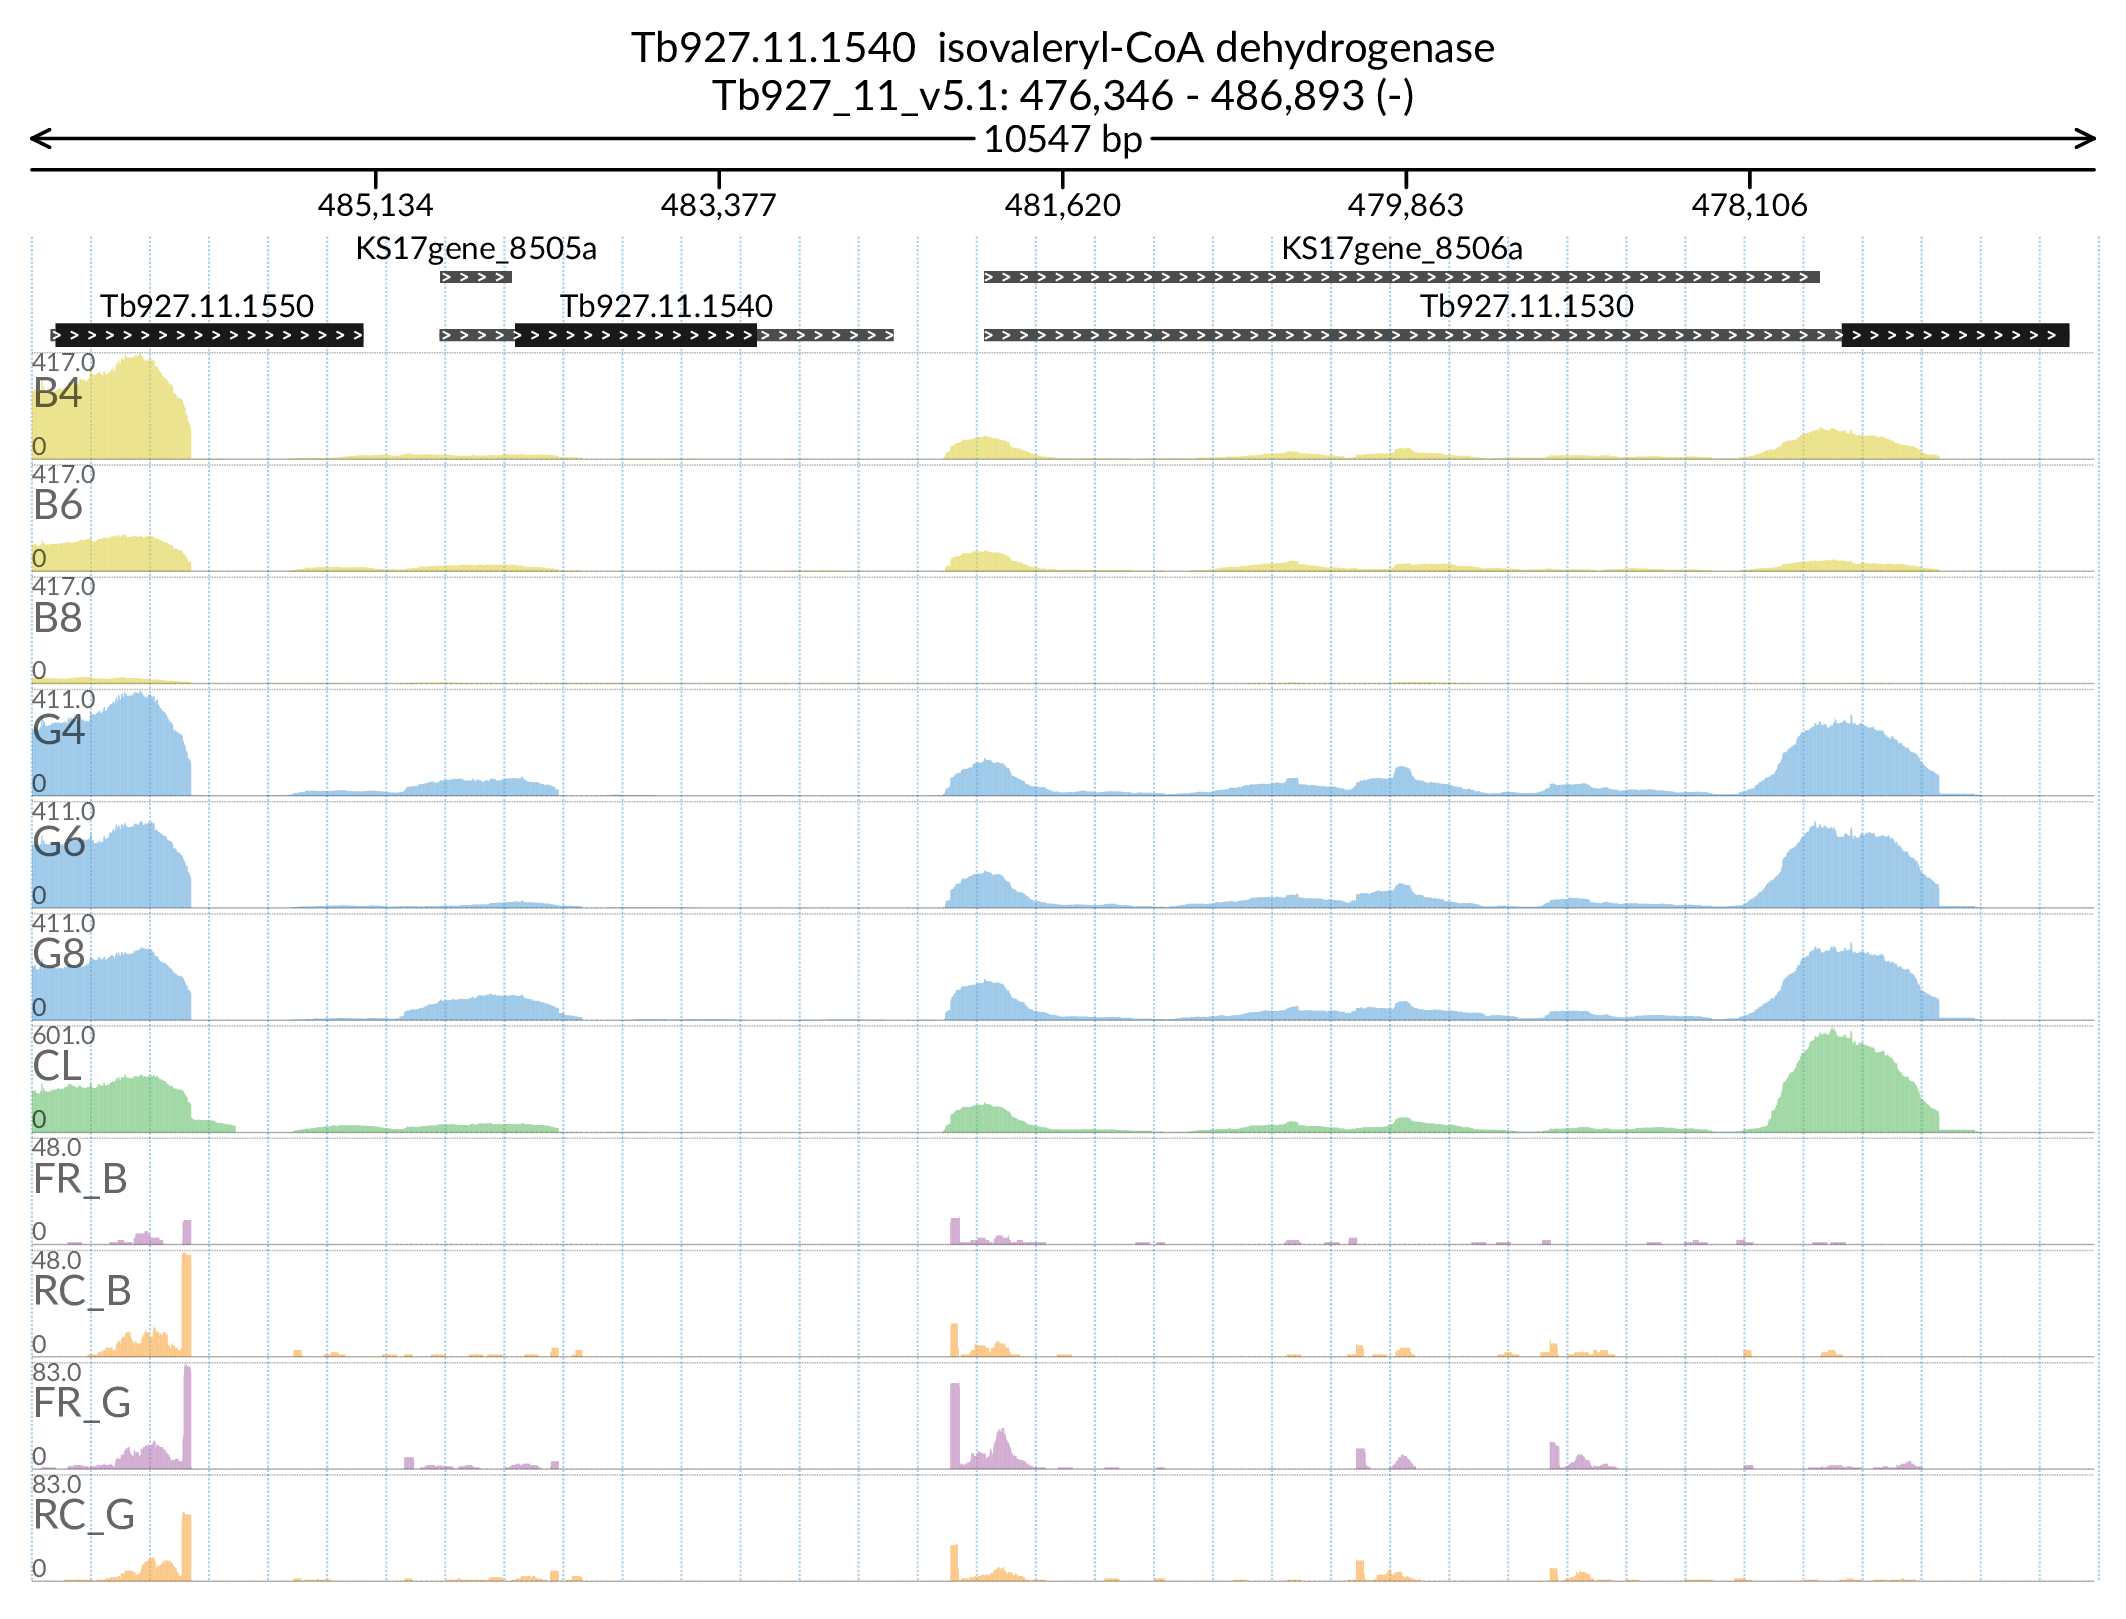 Tb927.11.1540  isovaleryl-CoA dehydrogenase
Tb927_11_v5.1: 476,346 - 486,893 (-)
10547 bp
485,134 483,377 481,620 479,863 478,106
KS17gene_8505a KS17gene_8506a
Tb927.11.1550 Tb927.11.1540 Tb927.11.1530
417.0
B4
0
417.0
B6
0
417.0
B8
0
411.0
G4
0
411.0
G6
0
411.0
G8
0
601.0
CL
0
48.0
FR_B
0
48.0
RC_B
0
83.0
FR_G
0
83.0
RC_G
0